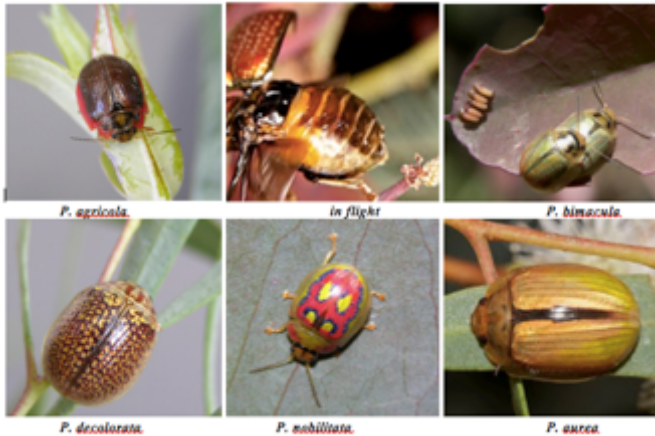 P. agricola
in flight
P. bimacula
P. decolorata
P. nobilitata
P. aurea